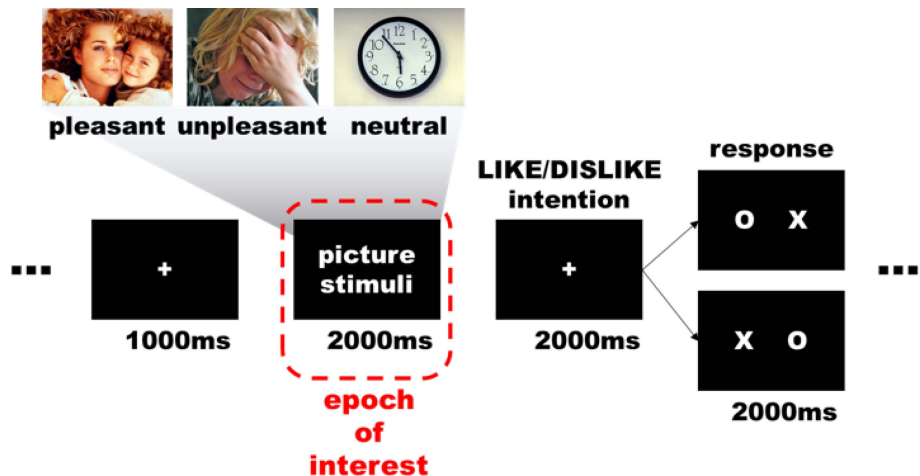 pleasant unpleasant neutral
response
LIKE/DISLIKE
intention
O X
picture
stimuli
+
+
1000ms
2000ms
2000ms
X O
2000ms
epoch
of
interest